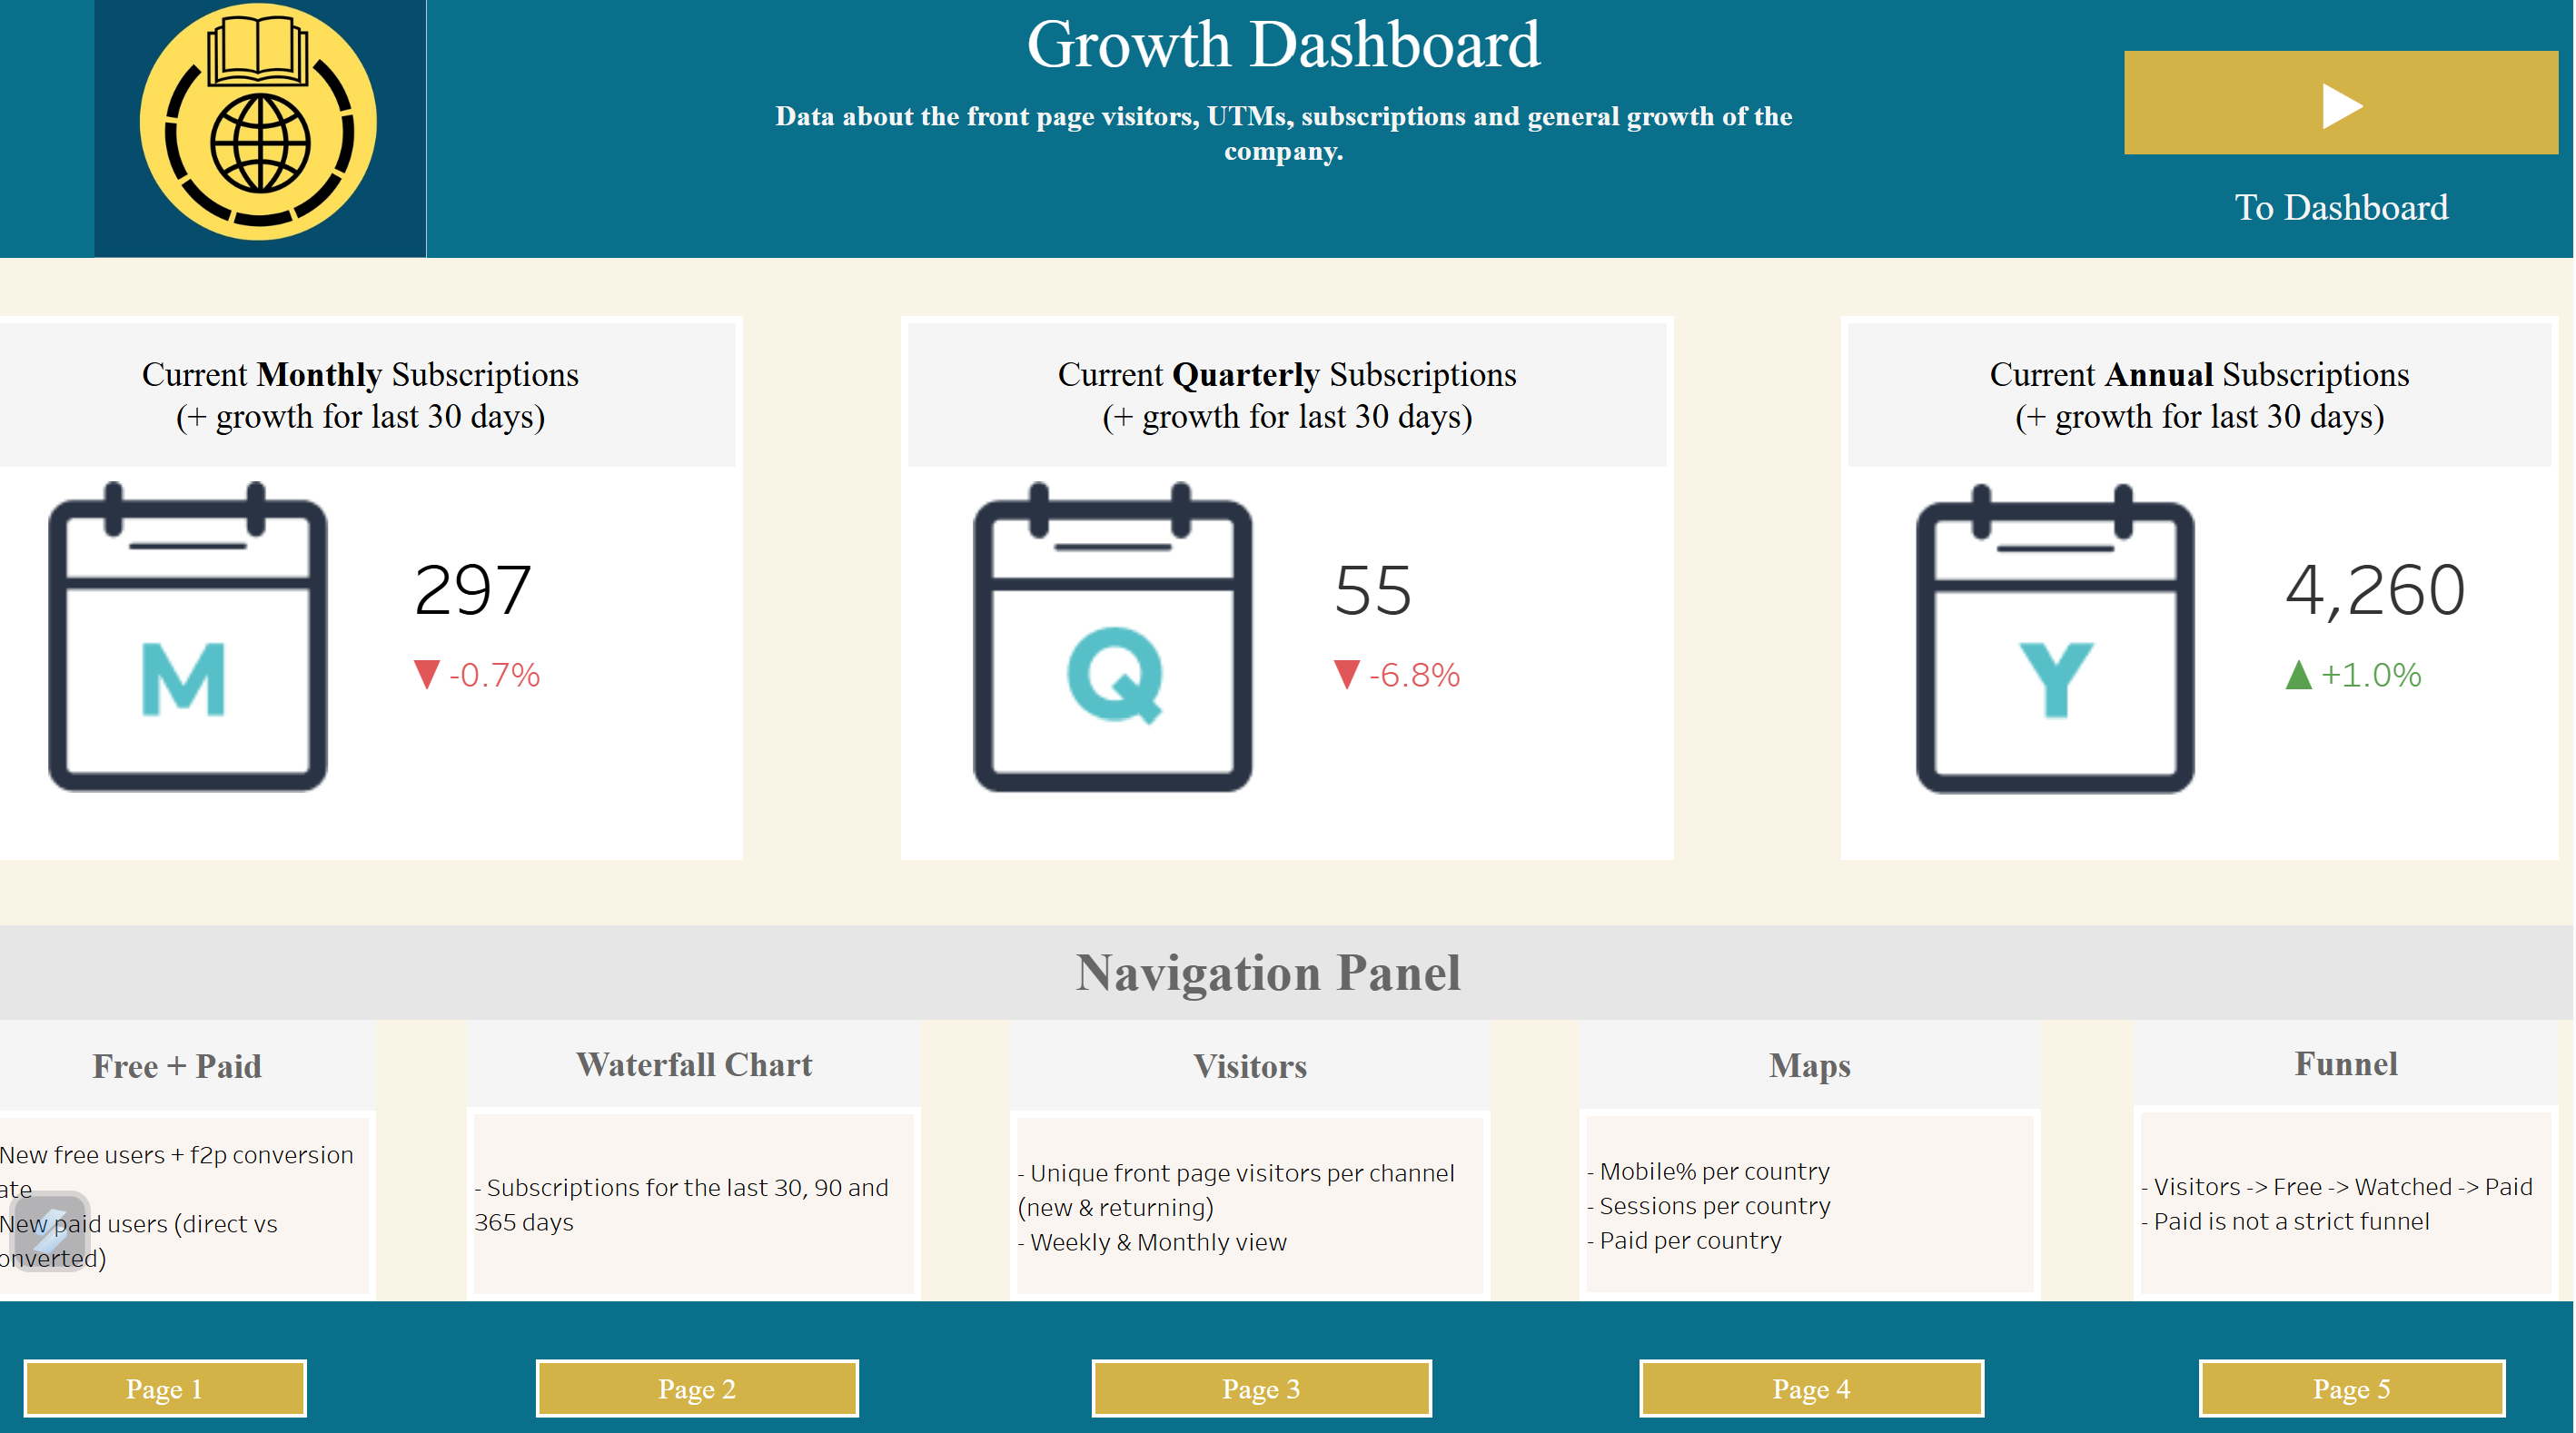 Growth Dashboard
Data about the front page visitors, UTMs, subscriptions and general growth of the
company.
To Dashboard
Current Monthly Subscriptions
(+ growth for last 30 days)
M
297
▼ -0.7%
Current Quarterly Subscriptions
(+ growth for last 30 days)
Q
55
▼ -6.8%
Current Annual Subscriptions
(+ growth for last 30 days)
Y
4,260
▲ +1.0%
Navigation Panel
Free + Paid
New free users + f2p conversion
ate
New paid users (direct vs
onverted)
Waterfall Chart
- Subscriptions for the last 30, 90 and
365 days
Visitors
- Unique front page visitors per channel
(new & returning)
- Weekly & Monthly view
Maps
- Mobile% per country
- Sessions per country
- Paid per country
Funnel
- Visitors -> Free -> Watched -> Paid
- Paid is not a strict funnel
Page 1
Page 2
Page 3
Page 4
Page 5